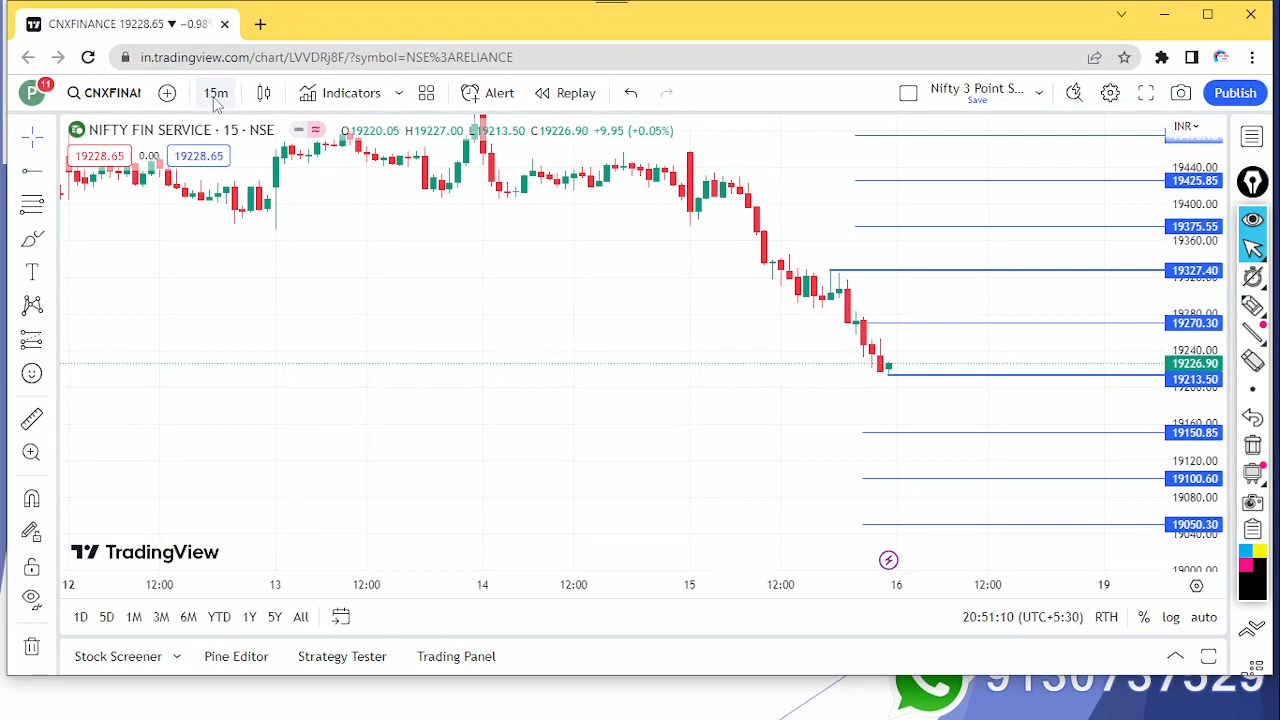 CNXFINANCE 19228.65 ▼ −0.98
in.tradingview.com/chart/LVVDRj8F/?symbol=NSE%3ARELIANCE
P 11 CNXFINAI 15m Indicators Alert Replay Nifty 3 Point S... Save Publish
NIFTY FIN SERVICE · 15 · NSE O19220.05 H19227.00 L19213.50 C19226.90 +9.95 (+0.05%) INR
19228.65 0.00 19228.65
19440.00
19425.85
19400.00
19375.55
19360.00
19327.40
19280.00
19270.30
19240.00
19226.90
19213.50
19150.85
19120.00
19100.60
19080.00
19050.30
19040.00
TradingView
19000.00
12 12:00 13 12:00 14 12:00 15 12:00 16 12:00 19
1D 5D 1M 3M 6M YTD 1Y 5Y All 20:51:10 (UTC+5:30) RTH % log auto
Stock Screener Pine Editor Strategy Tester Trading Panel
9130737529